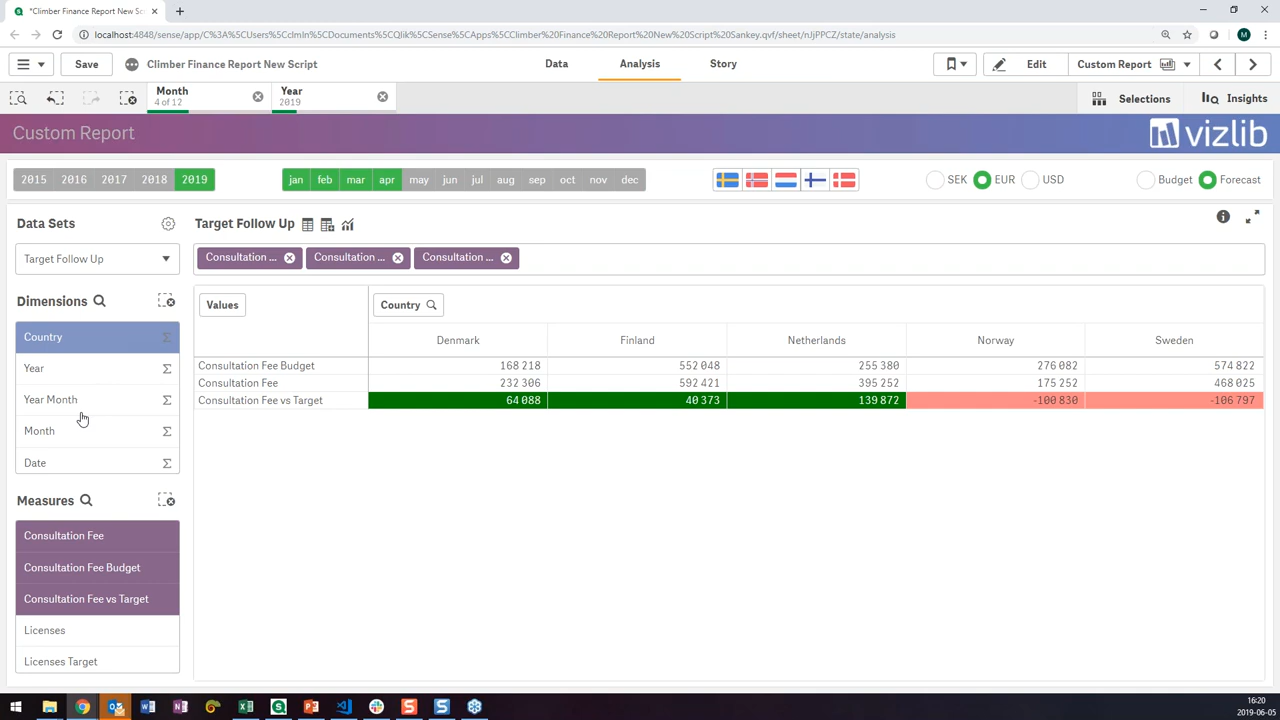 *Climber Finance Report New Scri
localhost:4848/sense/app/C%3A%5CUsers%5Cclmln%5CDocuments%5CQlik%5CSense%5CApps%5CClimber%20Finance%20Report%20New%20Script%20Sankey.qvf/sheet/nJjPPCZ/state/analysis
M
Save
Climber Finance Report New Script
Data
Analysis
Story
Edit
Custom Report
Month
4 of 12
Year
2019
Selections
Insights
Custom Report
vizlib
2015 2016 2017 2018 2019
jan feb mar apr may jun jul aug sep oct nov dec
SEK EUR USD
Budget Forecast
Data Sets
Target Follow Up
Target Follow Up
Consultation ... Consultation ... Consultation ...
Dimensions
Country
Year
Year Month
Month
Date
Measures
Consultation Fee
Consultation Fee Budget
Consultation Fee vs Target
Licenses
Licenses Target
Values
Country
Denmark Finland Netherlands Norway Sweden
Consultation Fee Budget 168 218 552 048 255 380 276 082 574 822
Consultation Fee 232 306 592 421 395 252 175 252 468 025
Consultation Fee vs Target 64 088 40 373 139 872 -100 830 -106 797
16:20
2019-06-05